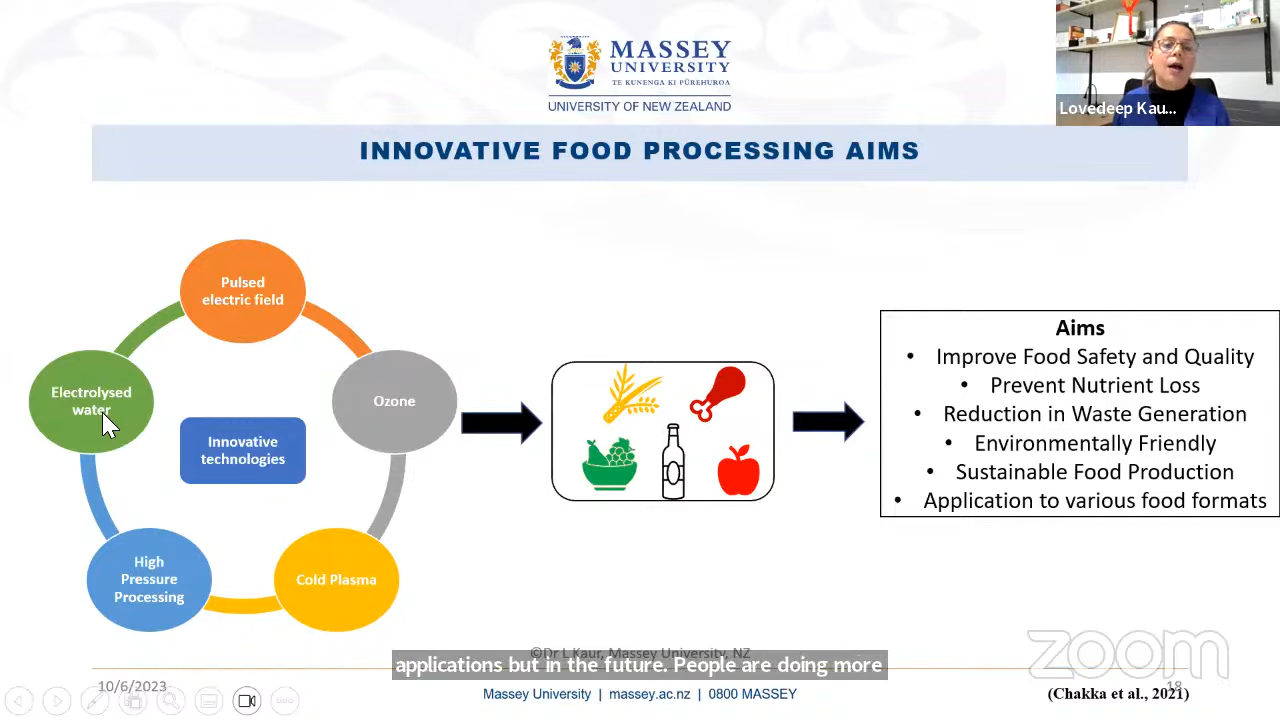 MASSEY
UNIVERSITY
TE KUNENGA KI PŪREHUROA
UNIVERSITY OF NEW ZEALAND
Lovedeep Kau...
INNOVATIVE FOOD PROCESSING AIMS
Pulsed
electric field
Electrolysed
water
Ozone
Innovative
technologies
High
Pressure
Processing
Cold Plasma
Aims
• Improve Food Safety and Quality
• Prevent Nutrient Loss
• Reduction in Waste Generation
• Environmentally Friendly
• Sustainable Food Production
• Application to various food formats
©Dr L Kaur, Massey University, NZ
applications but in the future. People are doing more
zoom
10/6/2023
Massey University | massey.ac.nz | 0800 MASSEY
18
(Chakka et al., 2021)